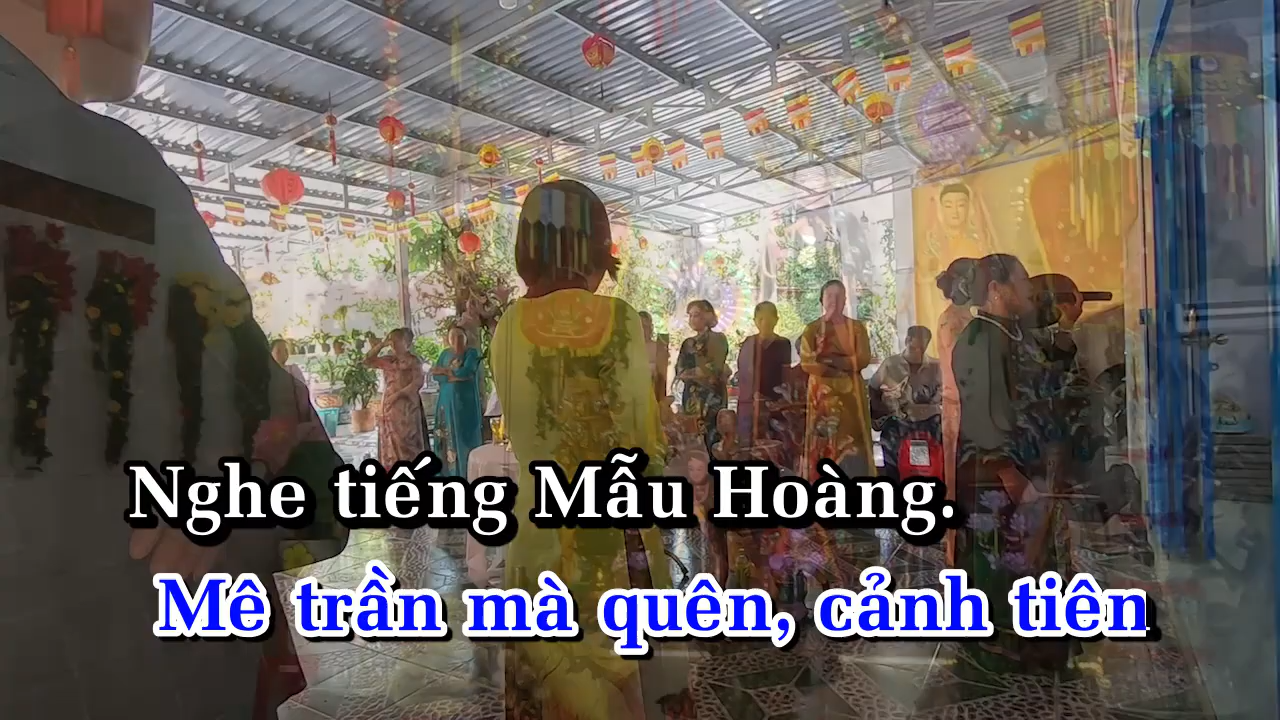 Nghe tiếng Mẫu Hoàng.
Mê trần mà quên, cảnh tiên